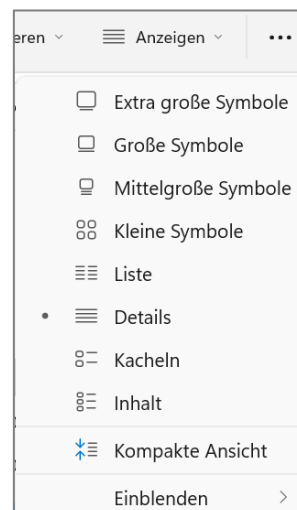 eren Anzeigen
Extra große Symbole
Große Symbole
Mittelgroße Symbole
Kleine Symbole
Liste
Details
Kacheln
Inhalt
Kompakte Ansicht
Einblenden